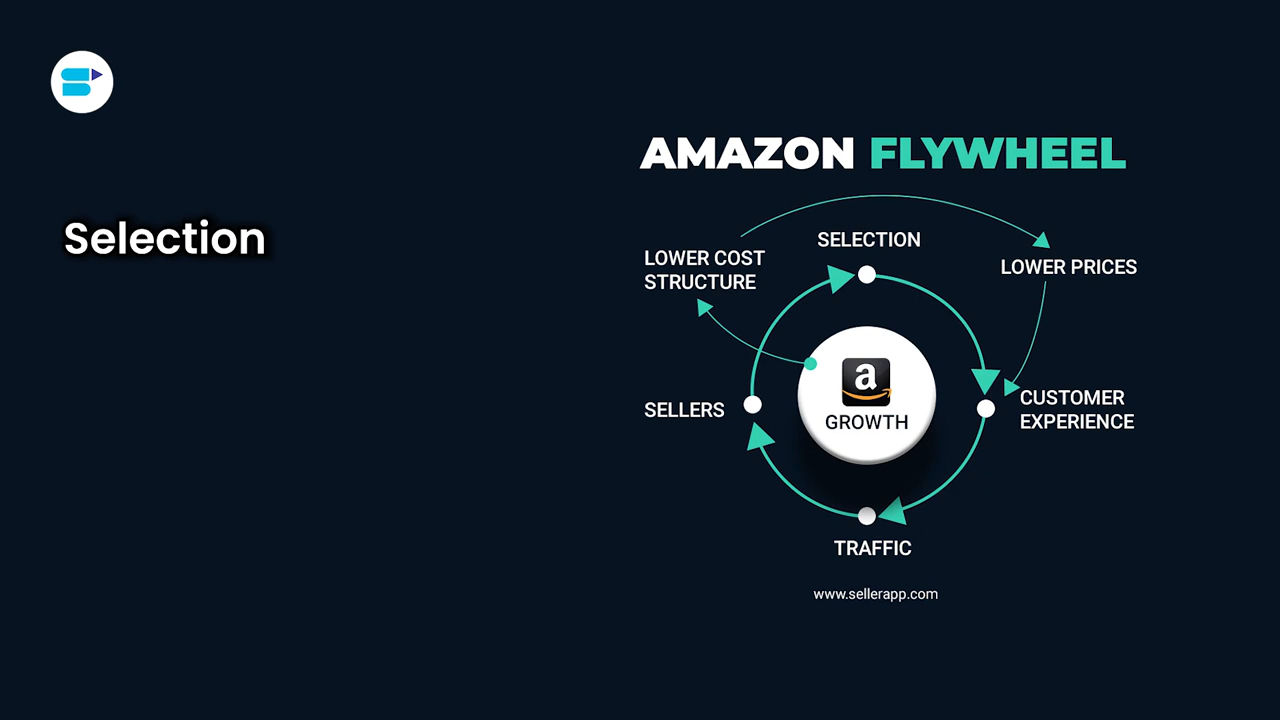 Selection
AMAZON FLYWHEEL
SELECTION
LOWER COST
STRUCTURE
LOWER PRICES
a
GROWTH
CUSTOMER
EXPERIENCE
SELLERS
TRAFFIC
www.sellerapp.com